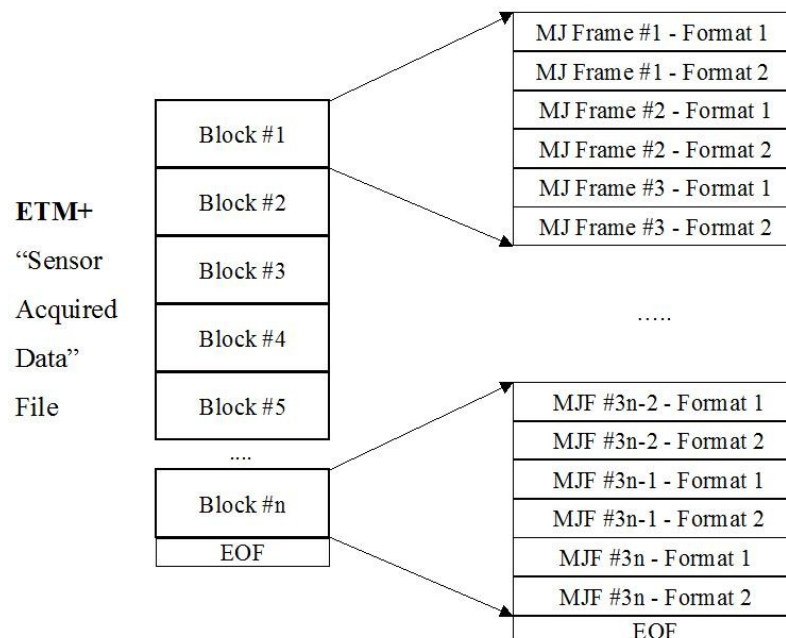 ETM+
“Sensor
Acquired
Data”
File
Block #1
Block #2
Block #3
Block #4
Block #5
....
Block #n
EOF
MJ Frame #1 - Format 1
MJ Frame #1 - Format 2
MJ Frame #2 - Format 1
MJ Frame #2 - Format 2
MJ Frame #3 - Format 1
MJ Frame #3 - Format 2
.....
MJF #3n-2 - Format 1
MJF #3n-2 - Format 2
MJF #3n-1 - Format 1
MJF #3n-1 - Format 2
MJF #3n - Format 1
MJF #3n - Format 2
EOF